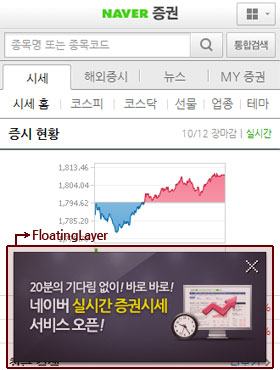 NAVER 증권
종목명 또는 종목코드
통합검색
시세 해외증시 뉴스 MY 증권
시세 홈 코스피 코스닥 선물 업종 테마
증시 현황 10/12 장마감 실시간
1,813.46
1,804.04
1,794.62
1,785.20
FloatingLayer
20분의 기다림 없이! 바로 바로!
네이버 실시간 증권시세
서비스 오픈!